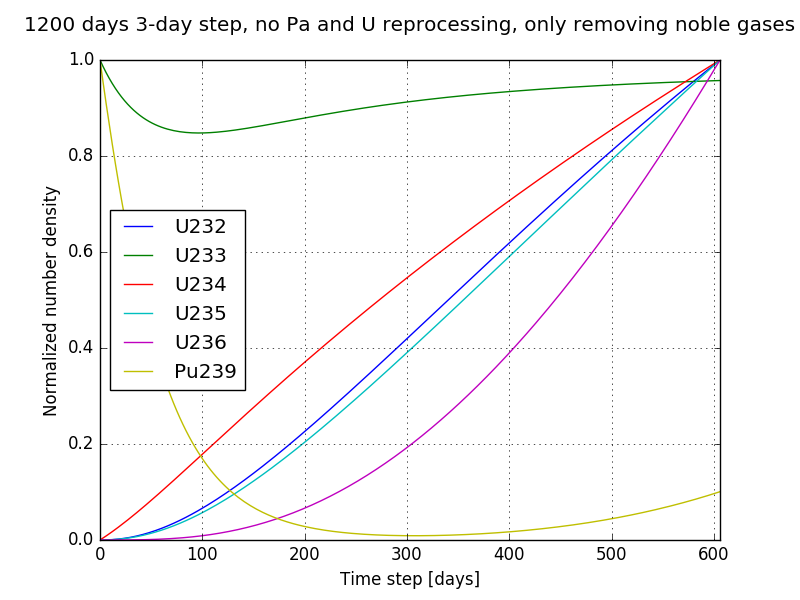 1200 days 3-day step, no Pa and U reprocessing, only removing noble gases
1.0
0.8
0.6
0.4
0.2
0.0
Normalized number density
U232
U233
U234
U235
U236
Pu239
0 100 200 300 400 500 600
Time step [days]